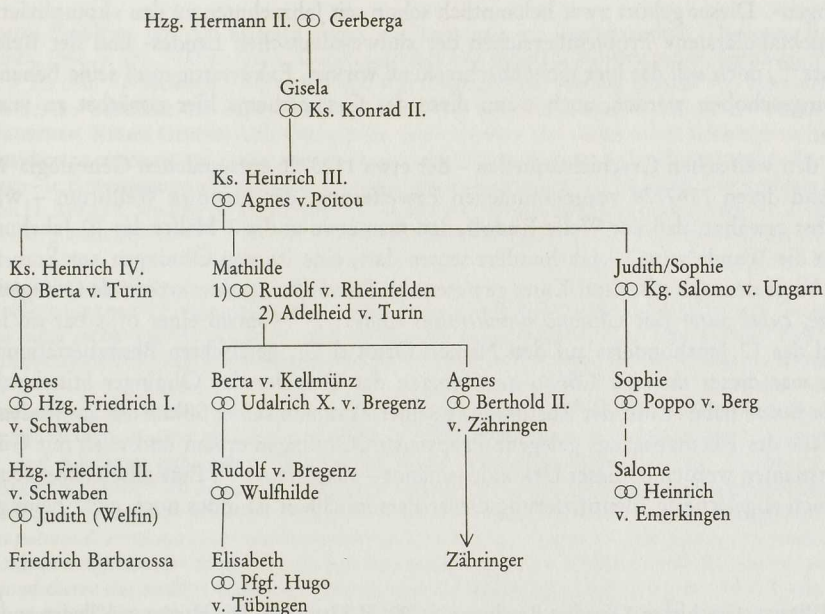 Hzg. Hermann II. ⚭ Gerberga
Gisela
⚭ Ks. Konrad II.
Ks. Heinrich III.
⚭ Agnes v.Poitou
Ks. Heinrich IV.
⚭ Berta v. Turin
Mathilde
1)⚭ Rudolf v. Rheinfelden
2) Adelheid v. Turin
Judith/Sophie
⚭ Kg. Salomo v. Ungarn
Agnes
⚭ Hzg. Friedrich I.
v. Schwaben
Berta v. Kellmünz
⚭ Udalrich X. v. Bregenz
Agnes
⚭ Berthold II.
v. Zähringen
Sophie
⚭ Poppo v. Berg
Hzg. Friedrich II.
v. Schwaben
⚭ Judith (Welfin)
Rudolf v. Bregenz
⚭ Wulfhilde
Salome
⚭ Heinrich
v. Emerkingen
Friedrich Barbarossa
Elisabeth
⚭ Pfgf. Hugo
v. Tübingen
Zähringer